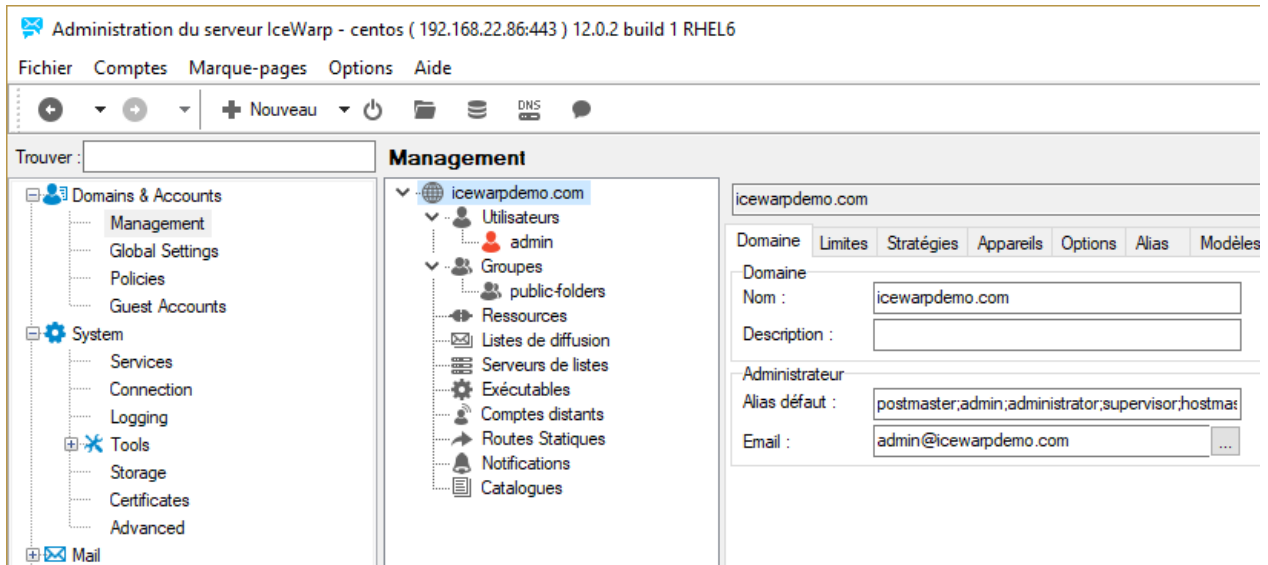 Administration du serveur IceWarp - centos ( 192.168.22.86:443 ) 12.0.2 build 1 RHEL6
Fichier Comptes Marque-pages Options Aide
Nouveau DNS
Trouver :
Domains & Accounts
Management
Global Settings
Policies
Guest Accounts
System
Services
Connection
Logging
Tools
Storage
Certificates
Advanced
Mail
Management
icewarpdemo.com
Utilisateurs
admin
Groupes
public-folders
Ressources
Listes de diffusion
Serveurs de listes
Exécutables
Comptes distants
Routes Statiques
Notifications
Catalogues
icewarpdemo.com
Domaine Limites Stratégies Appareils Options Alias Modèles
Domaine
Nom : icewarpdemo.com
Description :
Administrateur
Alias défaut : postmaster;admin;administrator;supervisor;hostmas
Email : admin@icewarpdemo.com ...